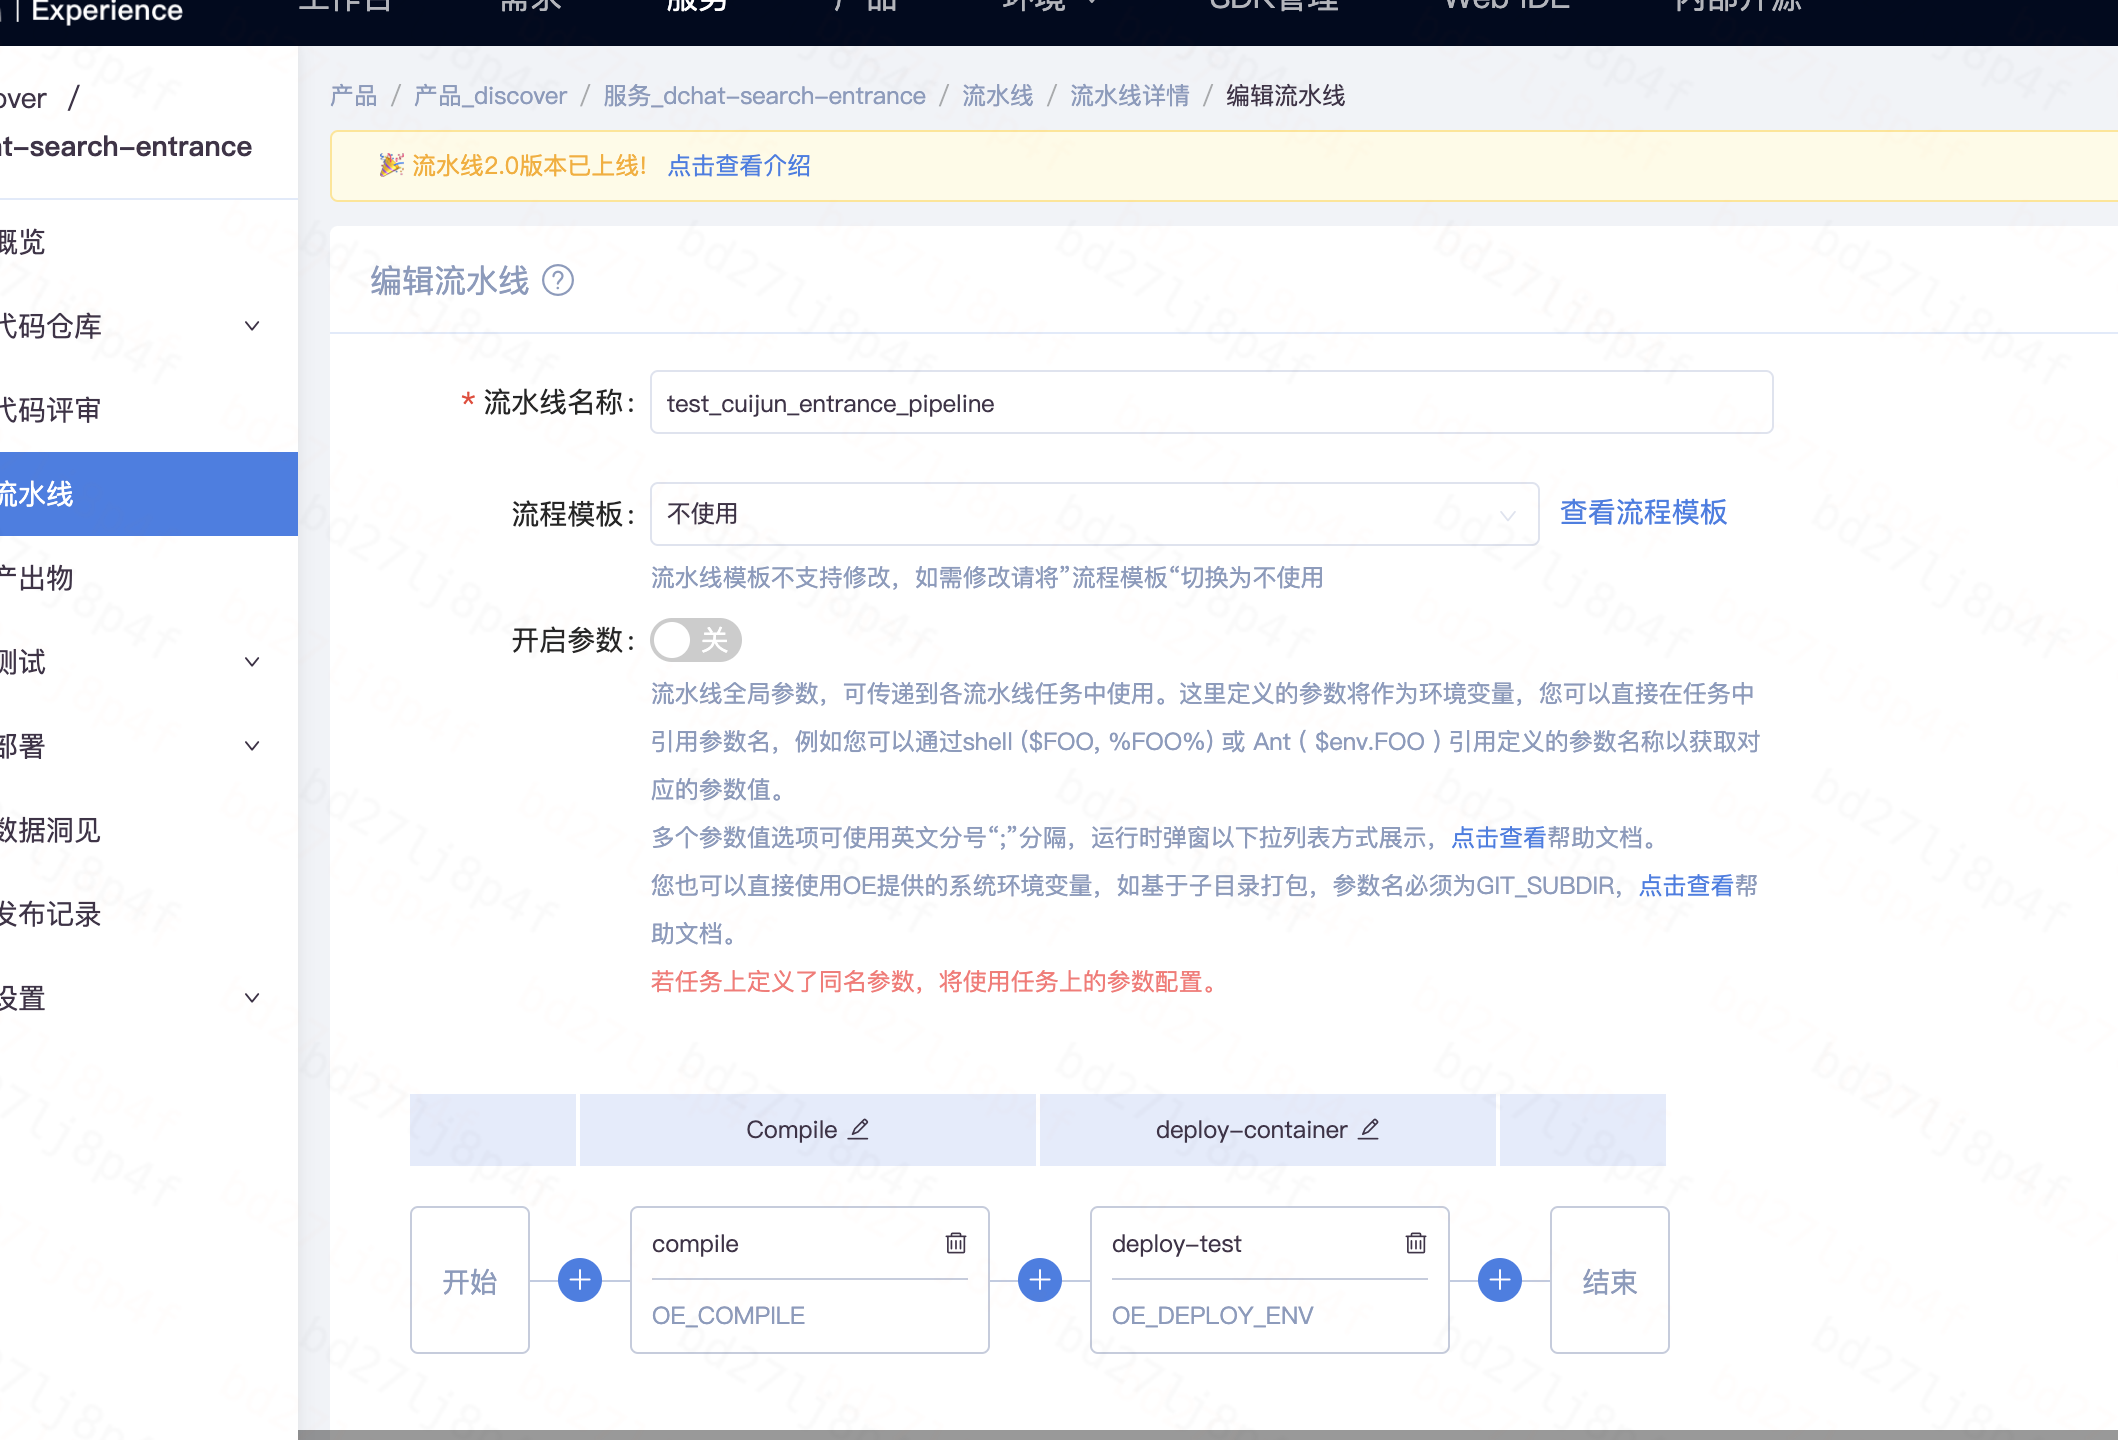 Experience
工作台 需求 服务 产品 环境 SDK管理 Web IDE 内部开源
over /
at-search-entrance
概览
代码仓库
代码评审
流水线
产出物
测试
部署
数据洞见
发布记录
设置
产品 / 产品_discover / 服务_dchat-search-entrance / 流水线 / 流水线详情 / 编辑流水线
🎉 流水线2.0版本已上线! 点击查看介绍
编辑流水线 ?
* 流水线名称: test_cuijun_entrance_pipeline
流程模板: 不使用 查看流程模板
流水线模板不支持修改，如需修改请将”流程模板“切换为不使用
开启参数: 关
流水线全局参数，可传递到各流水线任务中使用。这里定义的参数将作为环境变量，您可以直接在任务中
引用参数名，例如您可以通过shell ($FOO, %FOO%) 或 Ant ( $env.FOO ) 引用定义的参数名称以获取对
应的参数值。
多个参数值选项可使用英文分号“;”分隔，运行时弹窗以下拉列表方式展示，点击查看帮助文档。
您也可以直接使用OE提供的系统环境变量，如基于子目录打包，参数名必须为GIT_SUBDIR，点击查看帮
助文档。
若任务上定义了同名参数，将使用任务上的参数配置。
Compile deploy-container
开始
compile
OE_COMPILE
deploy-test
OE_DEPLOY_ENV
结束
bd27lj8p4f